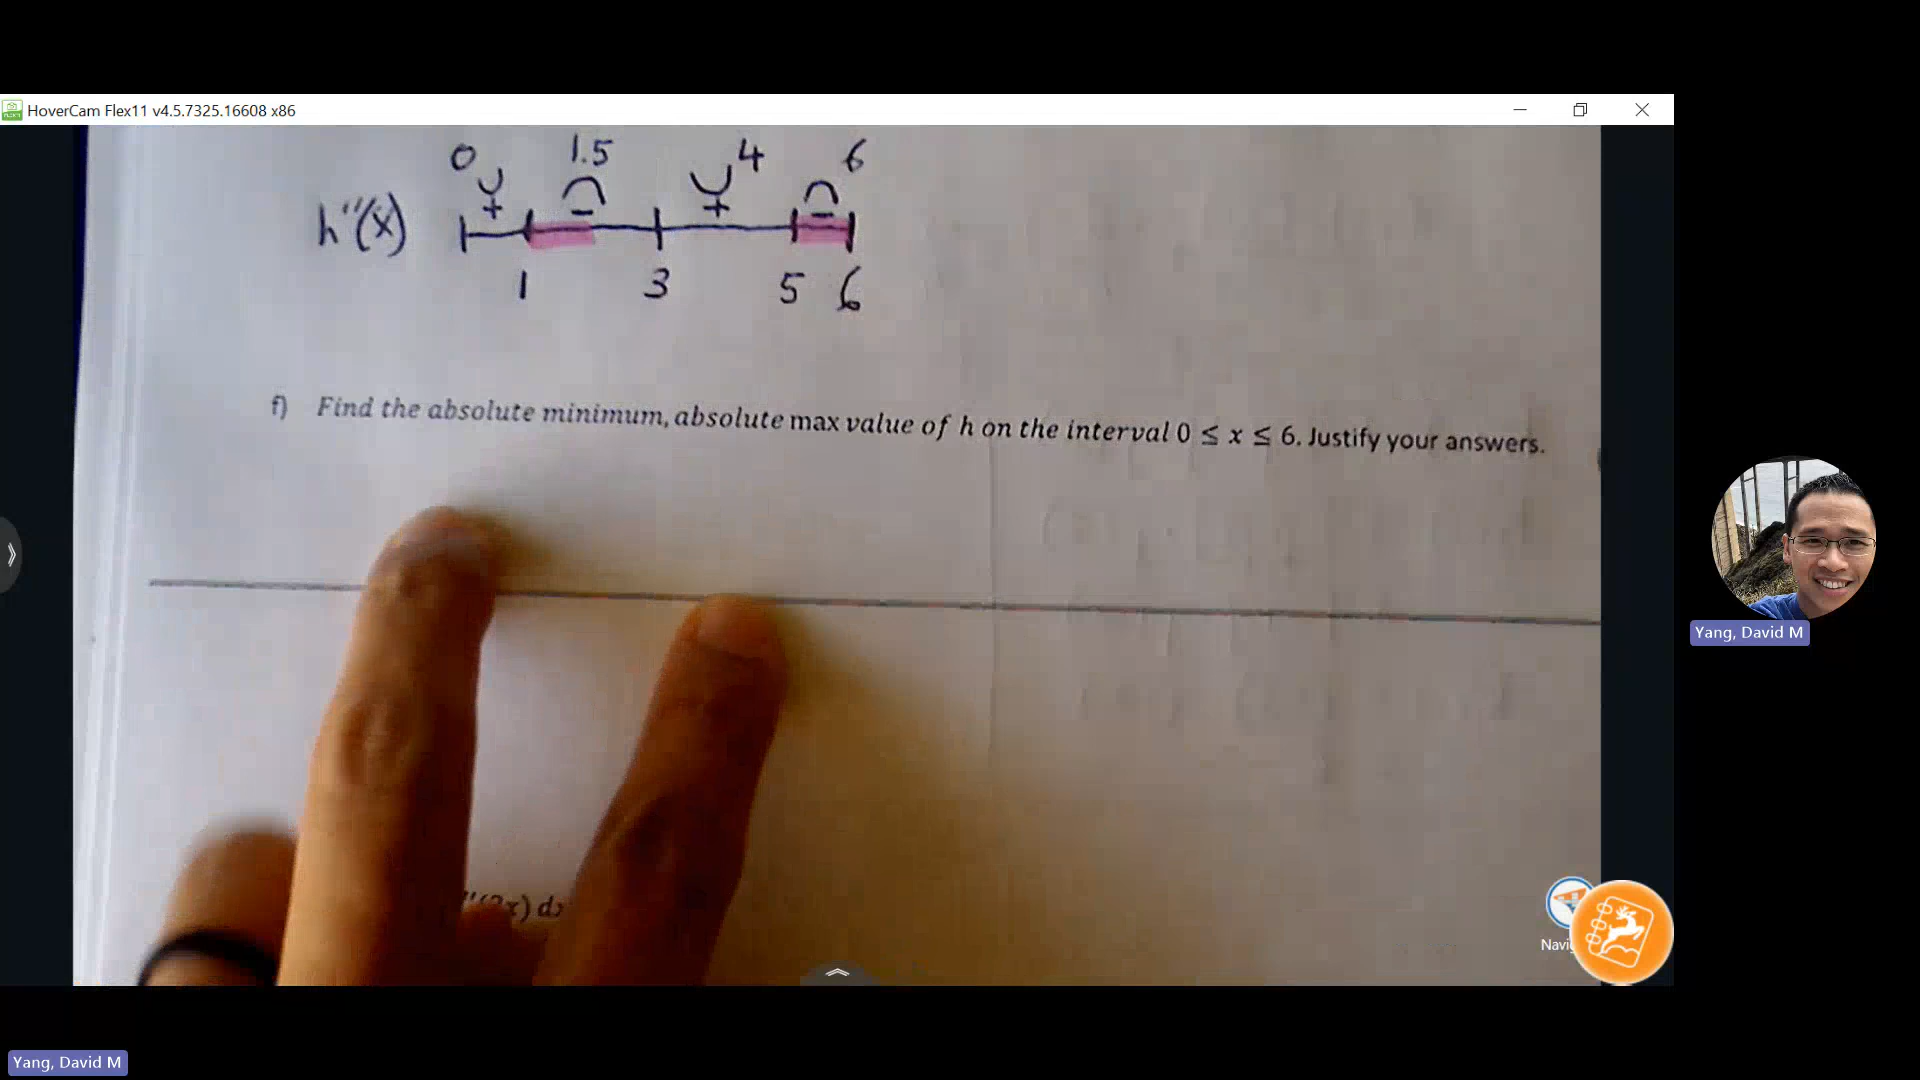 HoverCam Flex11 v4.5.7325.16608 x86
0 1.5 4 6
h''(x) + − + −
1 3 5 6
f) Find the absolute minimum, absolute max value of h on the interval 0 ≤ x ≤ 6. Justify your answers.
Yang, David M
Yang, David M